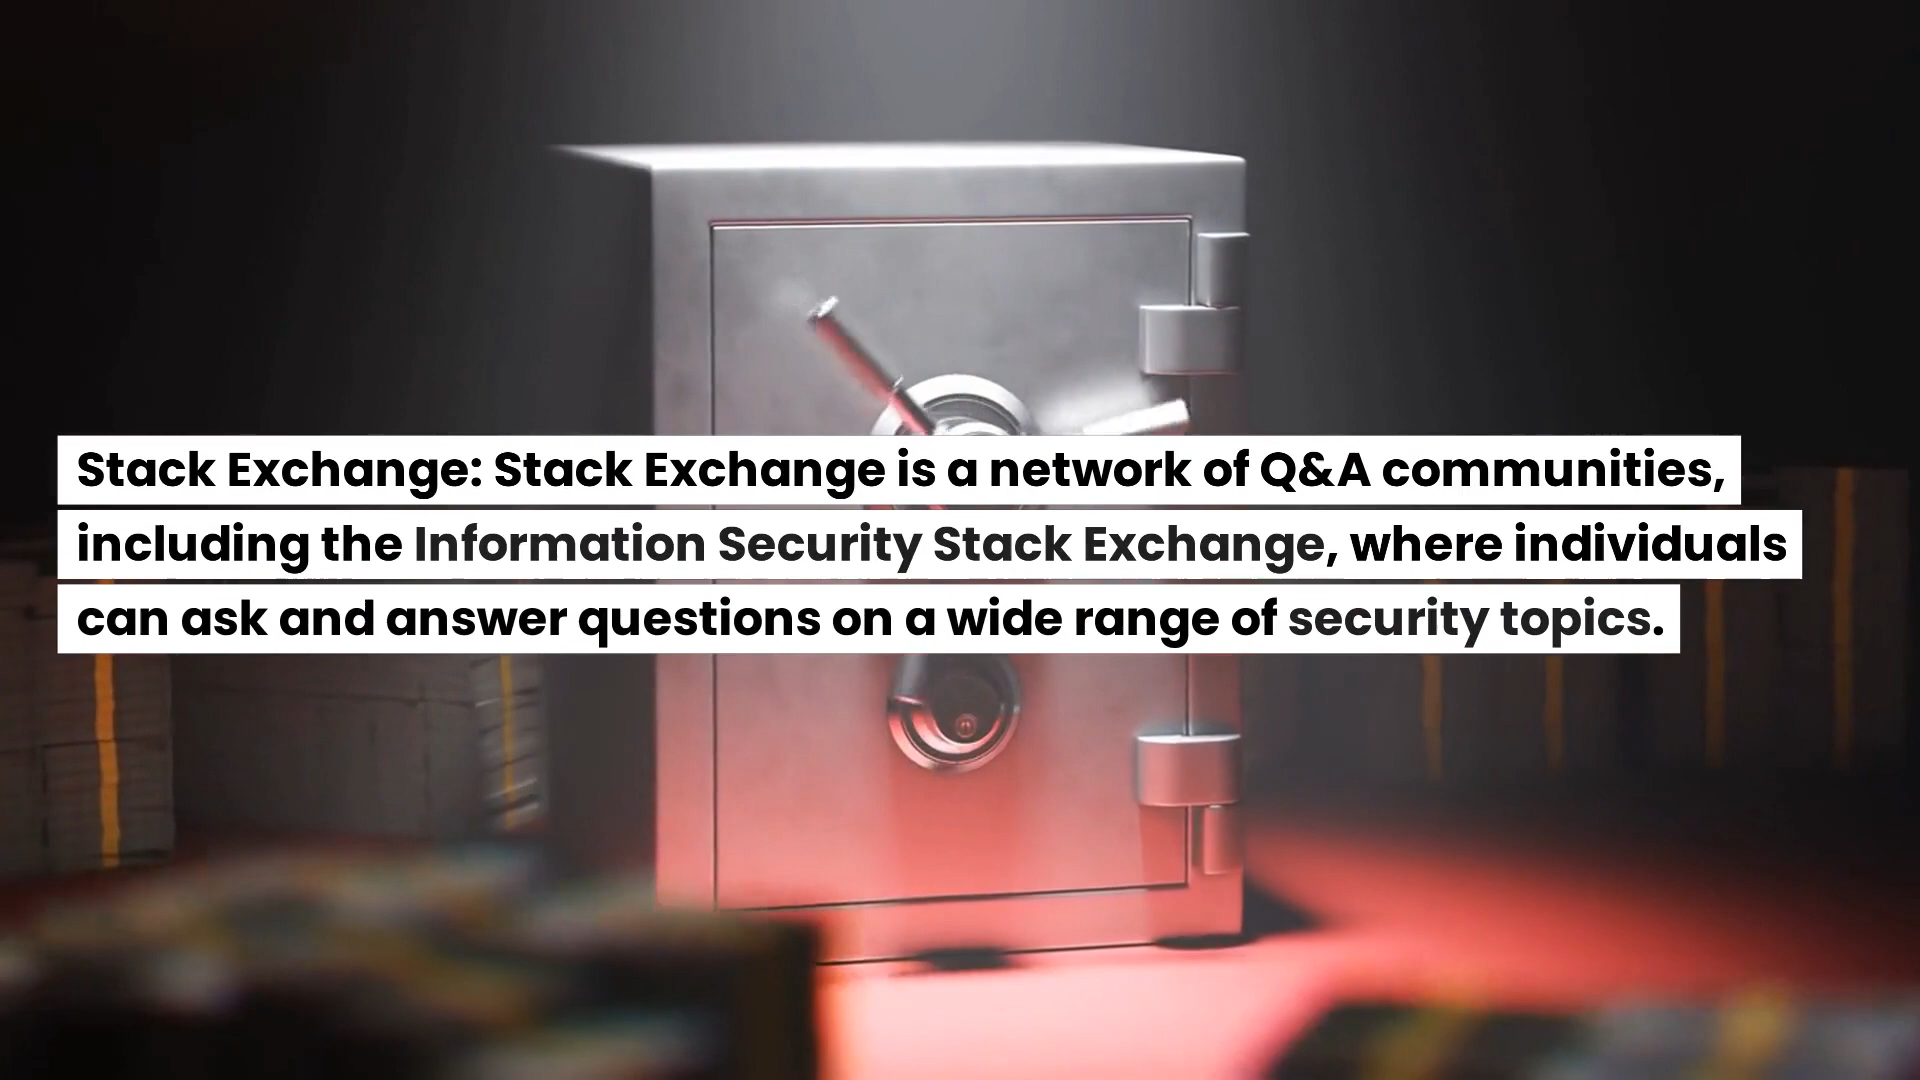 Stack Exchange: Stack Exchange is a network of Q&A communities,
including the Information Security Stack Exchange, where individuals
can ask and answer questions on a wide range of security topics.